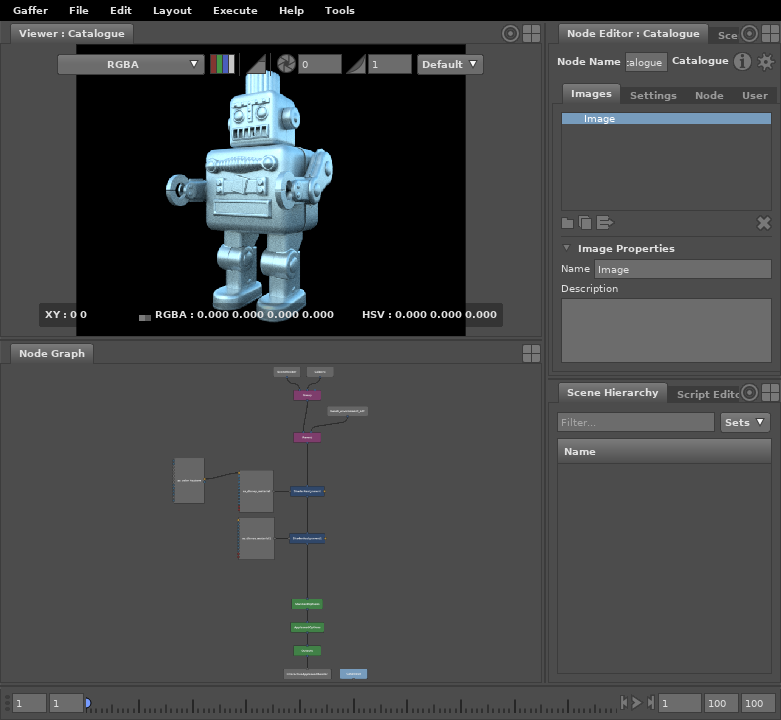 Gaffer File Edit Layout Execute Help Tools
Viewer : Catalogue
Node Editor : Catalogue
Sce
RGBA
0
1
Default
Node Name
alogue
Catalogue
Images
Settings
Node
User
Image
Image Properties
Name
Image
Description
XY : 0 0
RGBA : 0.000 0.000 0.000 0.000
HSV : 0.000 0.000 0.000
Node Graph
Scene Hierarchy
Script Edito
Filter...
Sets
Name
1
1
1
100
100